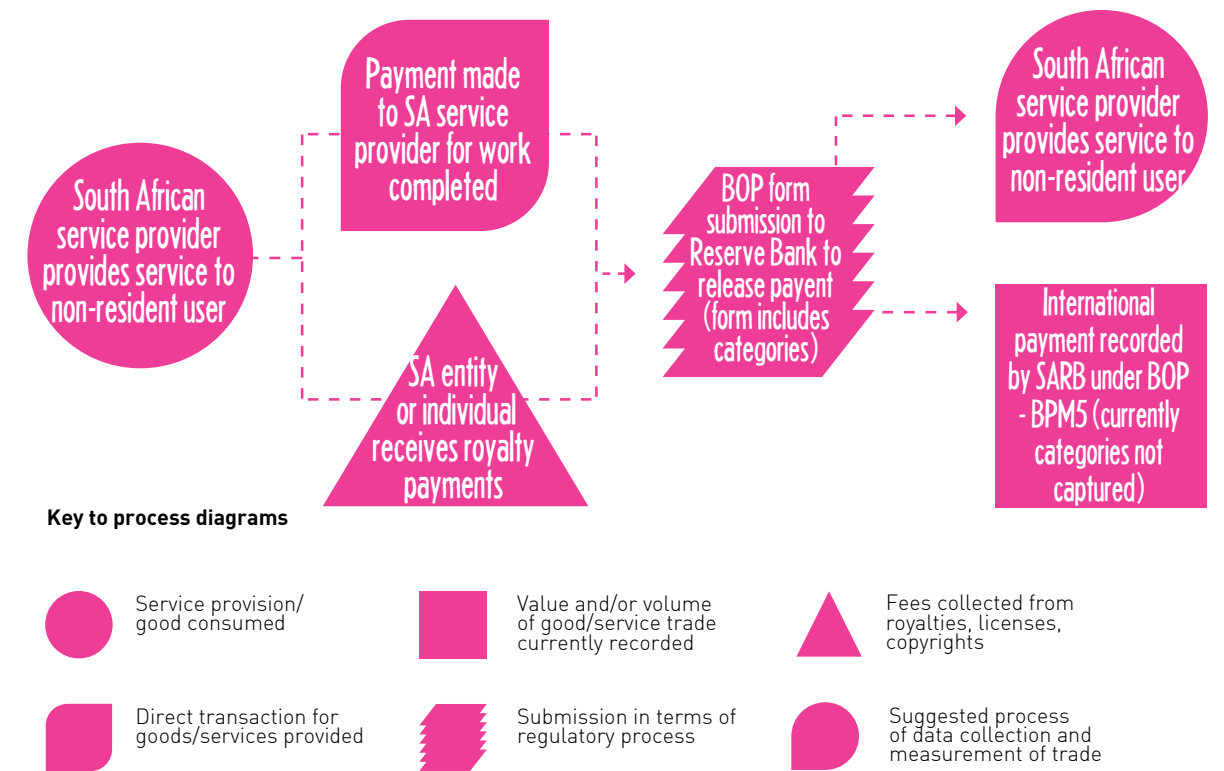 South African
service provider
provides service to
non-resident user
Payment made
to SA service
provider for work
completed
SA entity
or individual
receives royalty
payments
BOP form
submission to
Reserve Bank to
release payent
(form includes
categories)
South African
service provider
provides service to
non-resident user
International
payment recorded
by SARB under BOP
- BPM5 (currently
categories not
captured)
Key to process diagrams
Service provision/
good consumed
Value and/or volume
of good/service trade
currently recorded
Fees collected from
royalties, licenses,
copyrights
Direct transaction for
goods/services provided
Submission in terms of
regulatory process
Suggested process
of data collection and
measurement of trade